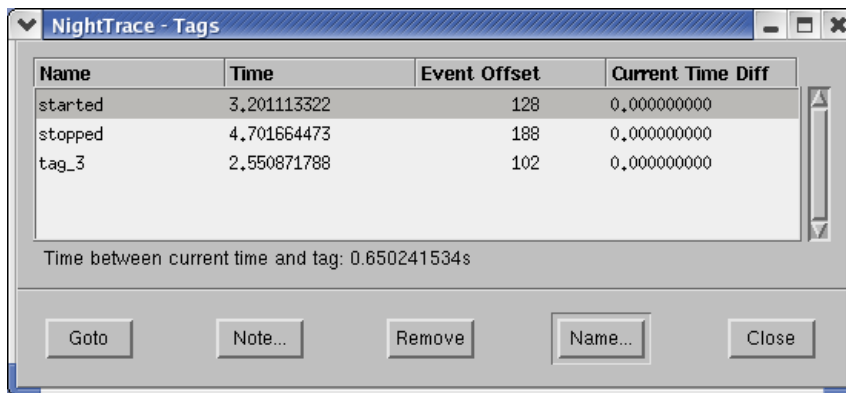 NightTrace - Tags
Name Time Event Offset Current Time Diff
started 3.201113322 128 0.000000000
stopped 4.701664473 188 0.000000000
tag_3 2.550871788 102 0.000000000
Time between current time and tag: 0.650241534s
Goto Note... Remove Name... Close